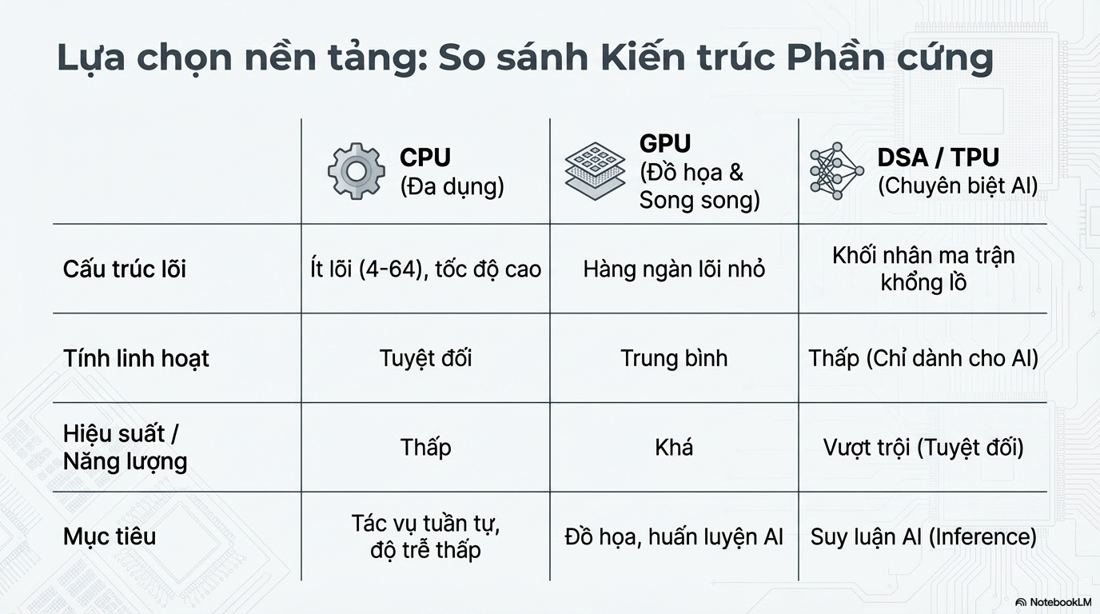 Lựa chọn nền tảng: So sánh Kiến trúc Phần cứng
CPU
(Đa dụng)
GPU
(Đồ họa &
Song song)
DSA / TPU
(Chuyên biệt AI)
Cấu trúc lõi
Ít lõi (4-64), tốc độ cao
Hàng ngàn lõi nhỏ
Khối nhân ma trận
khổng lồ
Tính linh hoạt
Tuyệt đối
Trung bình
Thấp (Chỉ dành cho AI)
Hiệu suất /
Năng lượng
Thấp
Khá
Vượt trội (Tuyệt đối)
Mục tiêu
Tác vụ tuần tự,
độ trễ thấp
Đồ họa, huấn luyện AI
Suy luận AI (Inference)
NotebookLM